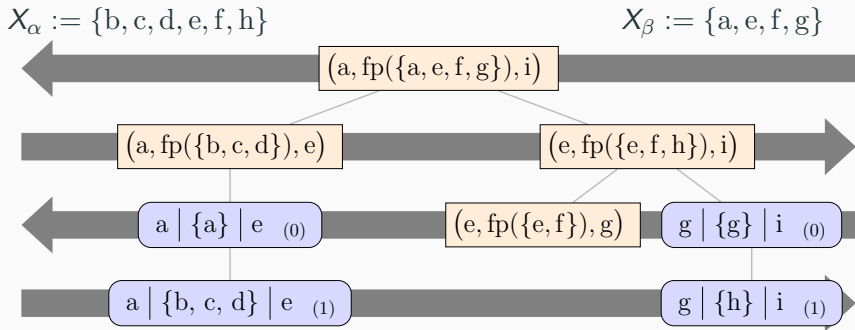 X_α := {b, c, d, e, f, h} X_β := {a, e, f, g}
(a, fp({a, e, f, g}), i)
(a, fp({b, c, d}), e) (e, fp({e, f, h}), i)
a | {a} | e (0) (e, fp({e, f}), g) g | {g} | i (0)
a | {b, c, d} | e (1) g | {h} | i (1)